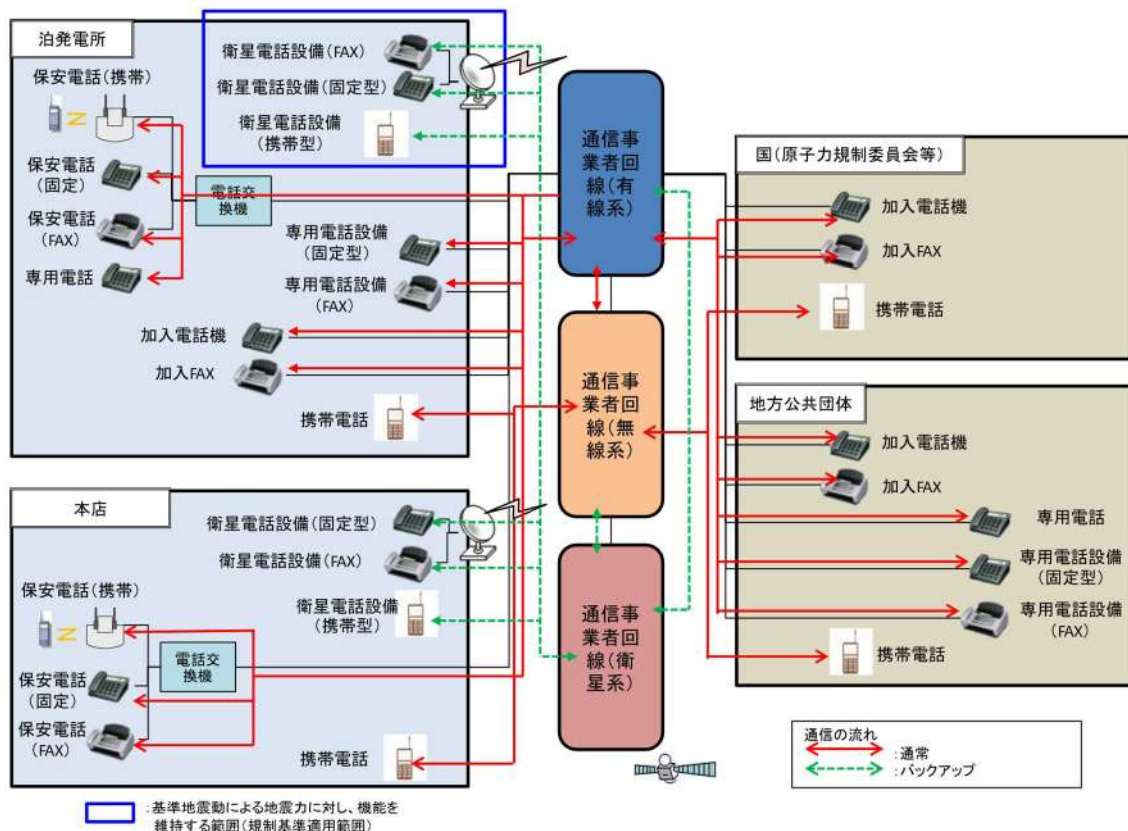 泊発電所
衛星電話設備(FAX)
衛星電話設備(固定型)
衛星電話設備
(携帯型)
保安電話(携帯)
保安電話
(固定)
保安電話
(FAX)
専用電話
電話交
換機
専用電話設備
(固定型)
専用電話設備
(FAX)
加入電話機
加入FAX
携帯電話
本店
衛星電話設備(固定型)
衛星電話設備(FAX)
衛星電話設備
(携帯型)
保安電話(携帯)
電話交
換機
保安電話
(固定)
保安電話
(FAX)
携帯電話
通信事
業者回
線(有
線系)
通信事
業者回
線(無
線系)
通信事
業者回
線(衛
星系)
国(原子力規制委員会等)
加入電話機
加入FAX
携帯電話
地方公共団体
加入電話機
加入FAX
専用電話
専用電話設備
(固定型)
専用電話設備
(FAX)
携帯電話
通信の流れ
:通常
:バックアップ
:基準地震動による地震力に対し、機能を
維持する範囲(規制基準適用範囲)